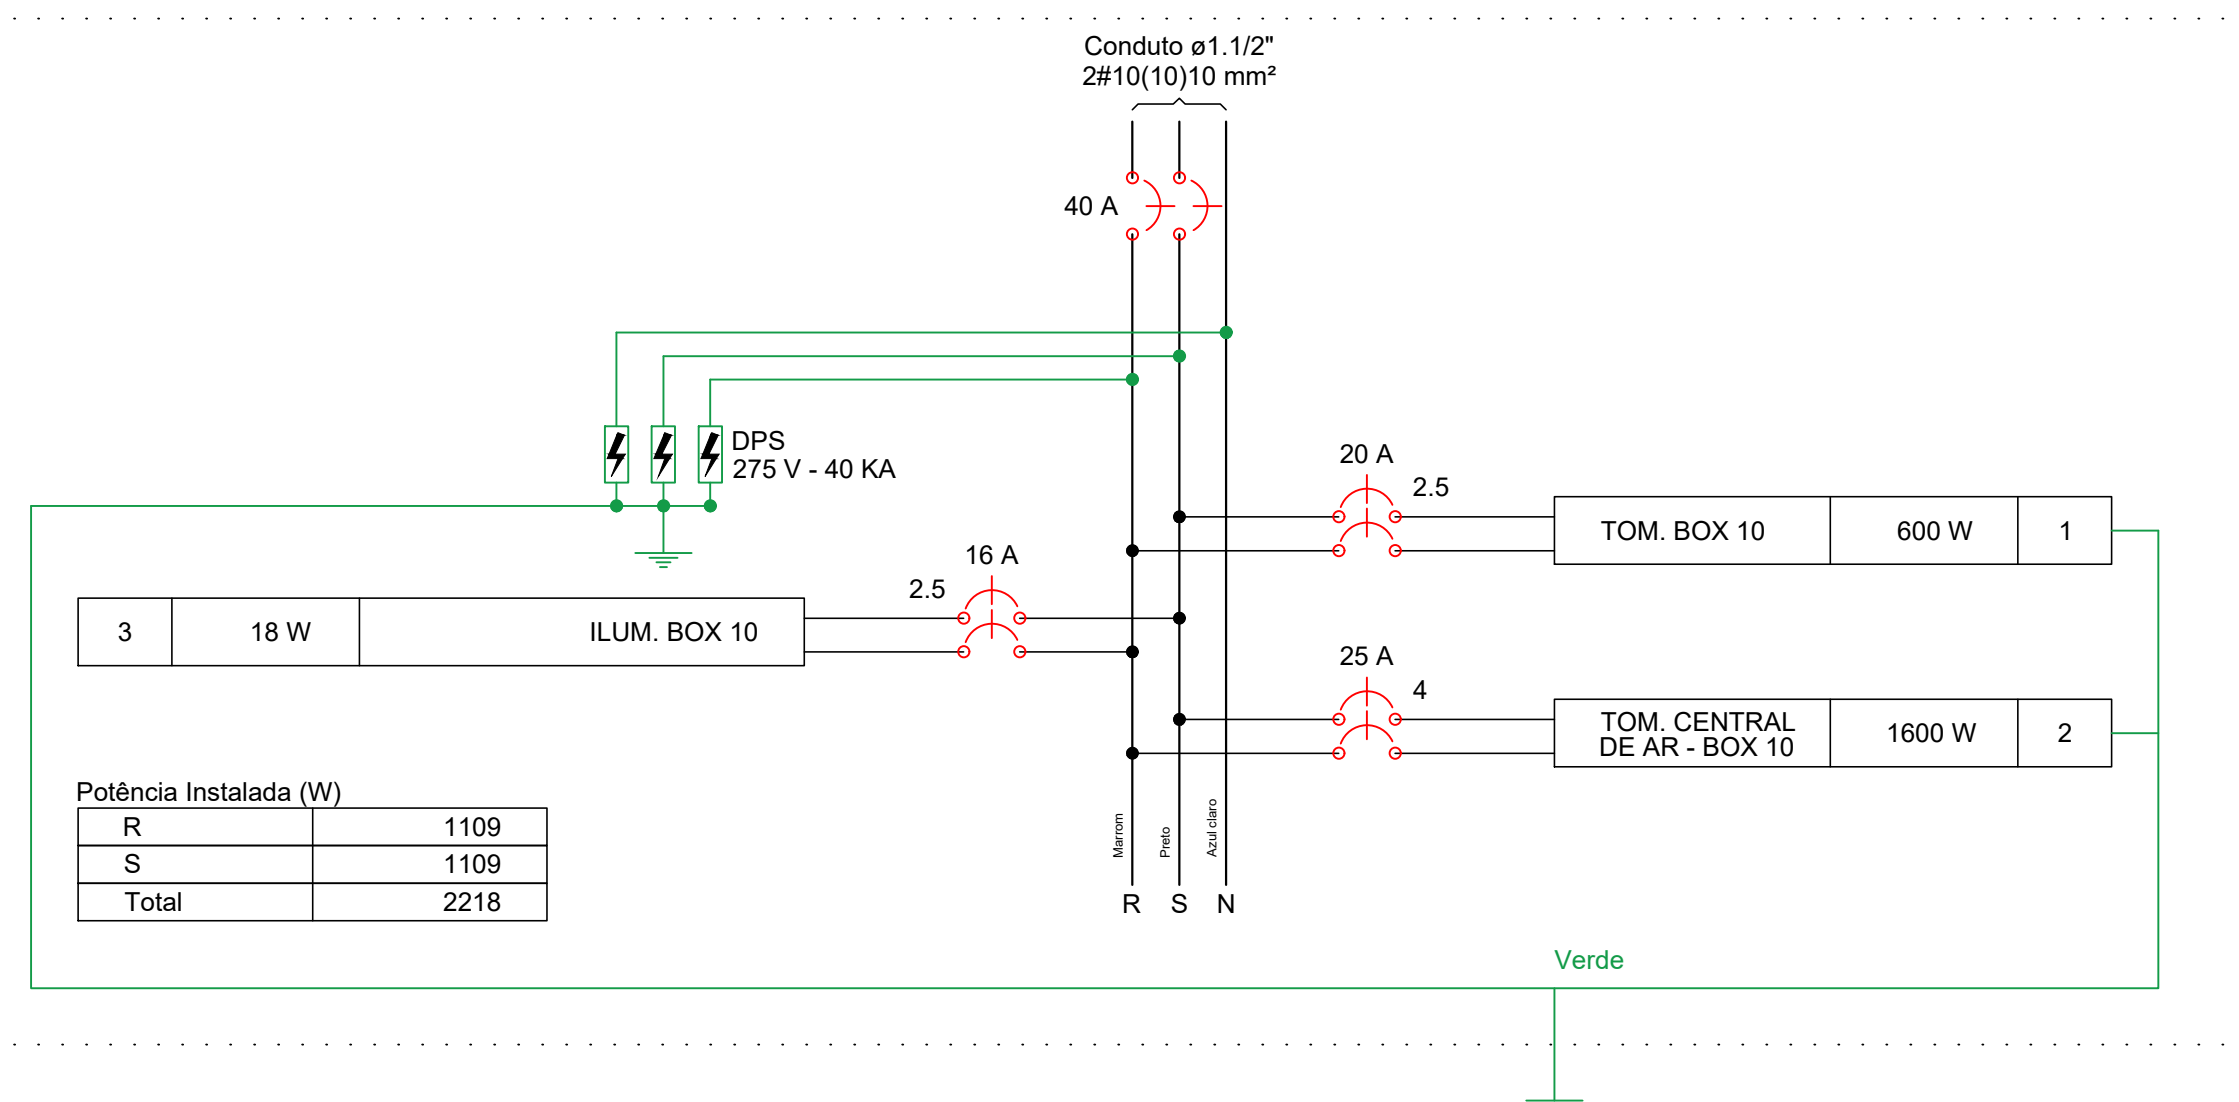 Conduto ø1.1/2"
2#10(10)10 mm²
40 A
DPS
275 V - 40 KA
20 A
2.5
TOM. BOX 10 600 W 1
16 A
2.5
3 18 W ILUM. BOX 10
25 A
4
TOM. CENTRAL
DE AR - BOX 10 1600 W 2
Potência Instalada (W)
R 1109
S 1109
Total 2218
Marrom
Preto
Azul claro
R S N
Verde